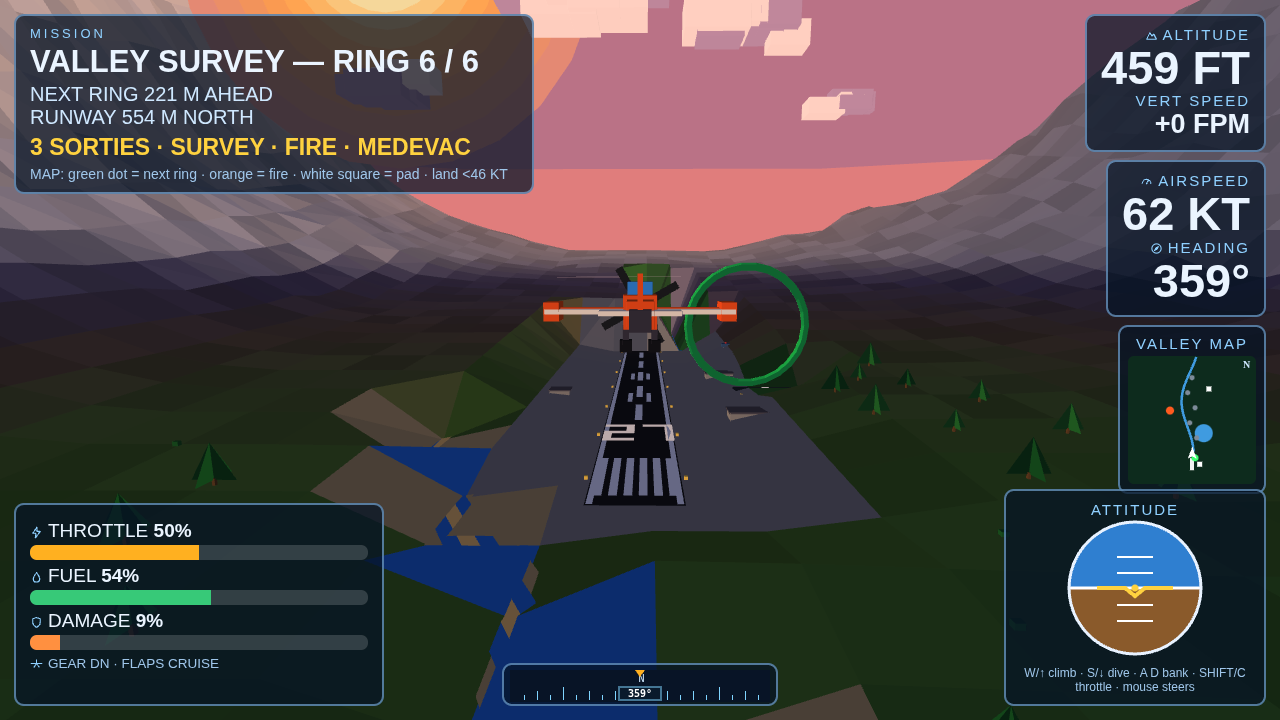 MISSION
VALLEY SURVEY — RING 6 / 6
NEXT RING 221 M AHEAD
RUNWAY 554 M NORTH
3 SORTIES · SURVEY · FIRE · MEDEVAC
MAP: green dot = next ring · orange = fire · white square = pad · land <46 KT
ALTITUDE
459 FT
VERT SPEED
+0 FPM
AIRSPEED
62 KT
HEADING
359°
VALLEY MAP
N
THROTTLE 50%
FUEL 54%
DAMAGE 9%
GEAR DN · FLAPS CRUISE
N
359°
ATTITUDE
W/↑ climb · S/↓ dive · A D bank · SHIFT/C
throttle · mouse steers